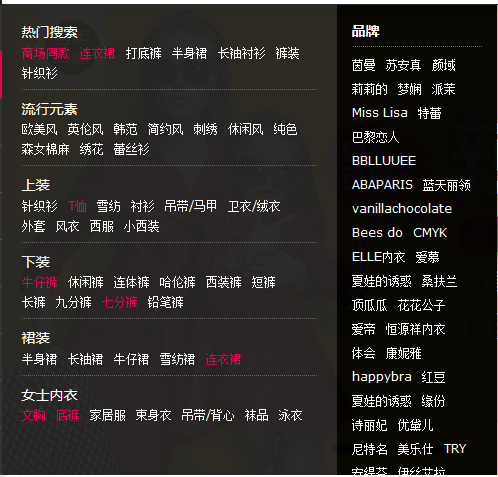 热门搜索
商场同款 连衣裙 打底裤 半身裙 长袖衬衫 裤装
针织衫
流行元素
欧美风 英伦风 韩范 简约风 刺绣 休闲风 纯色
森女棉麻 绣花 蕾丝衫
上装
针织衫 T恤 雪纺 衬衫 吊带/马甲 卫衣/绒衣
外套 风衣 西服 小西装
下装
牛仔裤 休闲裤 连体裤 哈伦裤 西装裤 短裤
长裤 九分裤 七分裤 铅笔裤
裙装
半身裙 长袖裙 牛仔裙 雪纺裙 连衣裙
女士内衣
文胸 底裤 家居服 束身衣 吊带/背心 袜品 泳衣
品牌
茵曼 苏安真 颜域
莉莉的 梦娴 派茉
Miss Lisa 特蕾
巴黎恋人
BBLLUUEE
ABAPARIS 蓝天丽领
vanillachocolate
Bees do CMYK
ELLE内衣 爱慕
夏娃的诱惑 桑扶兰
顶瓜瓜 花花公子
爱帝 恒源祥内衣
体会 康妮雅
happybra 红豆
夏娃的诱惑 缘份
诗丽妃 优黛儿
尼特名 美乐仕 TRY
安缇芬 伊丝艾拉